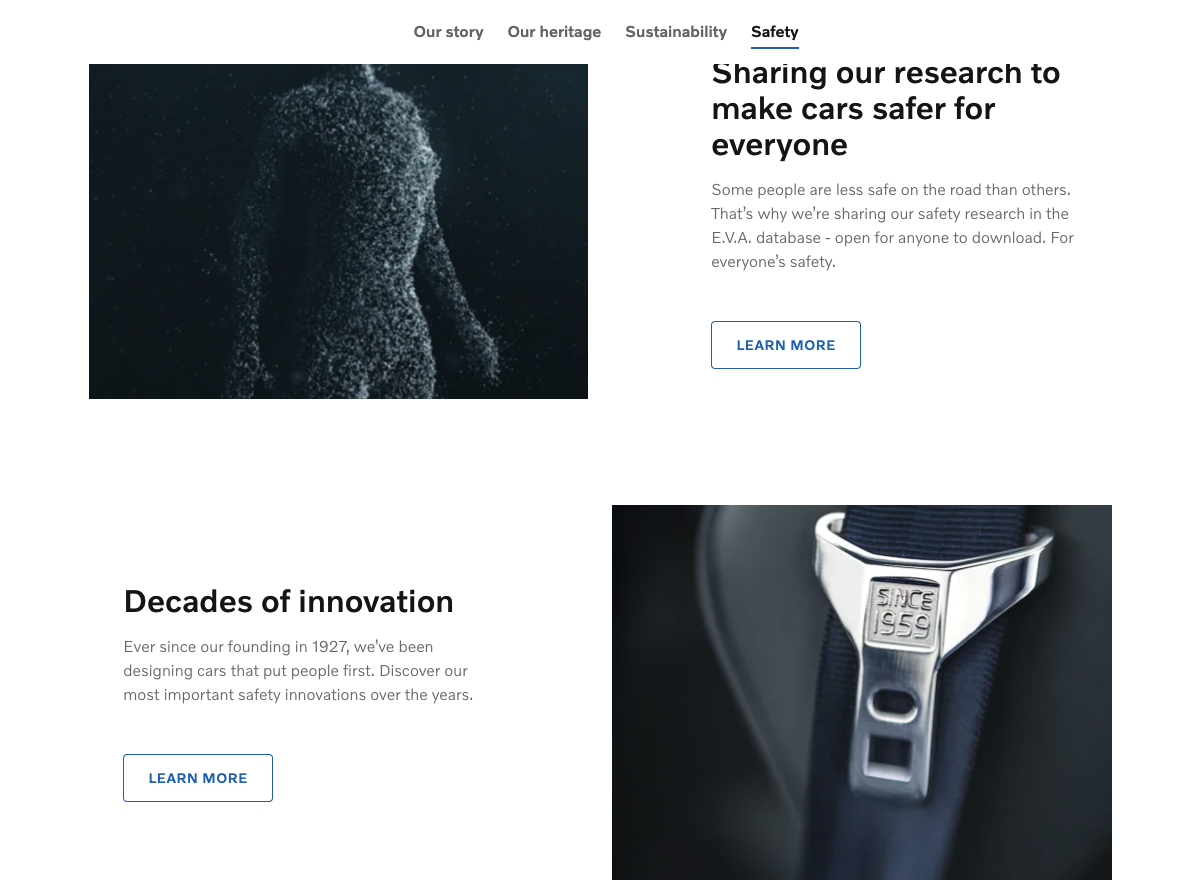 Our story Our heritage Sustainability Safety
Sharing our research to
make cars safer for
everyone
Some people are less safe on the road than others.
That’s why we’re sharing our safety research in the
E.V.A. database - open for anyone to download. For
everyone’s safety.
LEARN MORE
Decades of innovation
Ever since our founding in 1927, we’ve been
designing cars that put people first. Discover our
most important safety innovations over the years.
LEARN MORE
SINCE
1959